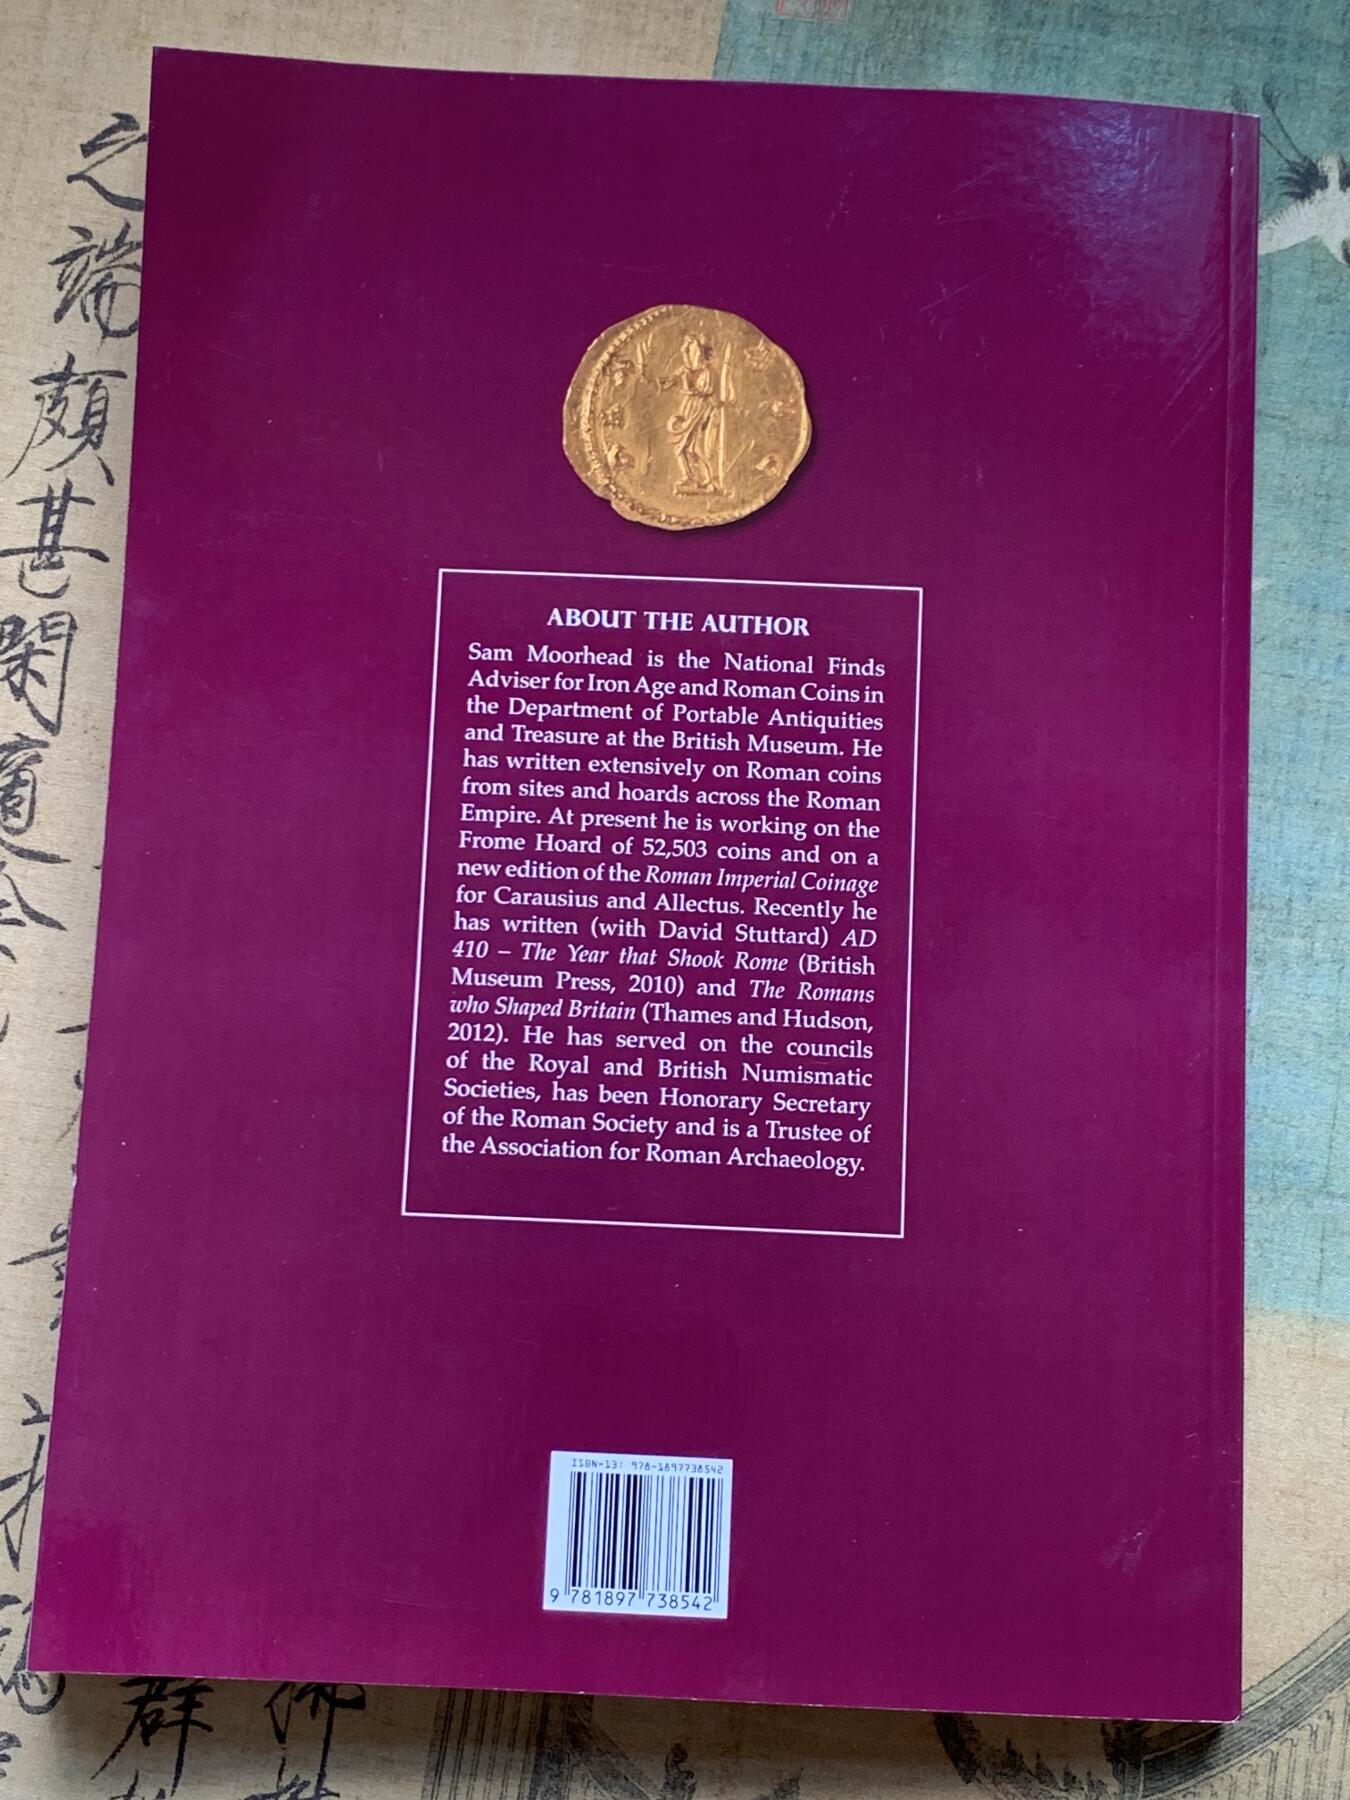 ABOUT THE AUTHOR
Sam Moorhead is the National Finds
Adviser for Iron Age and Roman Coins in
the Department of Portable Antiquities
and Treasure at the British Museum. He
has written extensively on Roman coins
from sites and hoards across the Roman
Empire. At present he is working on the
Frome Hoard of 52,503 coins and on a
new edition of the Roman Imperial Coinage
for Carausius and Allectus. Recently he
has written (with David Stuttard) AD
410 – The Year that Shook Rome (British
Museum Press, 2010) and The Romans
who Shaped Britain (Thames and Hudson,
2012). He has served on the councils
of the Royal and British Numismatic
Societies, has been Honorary Secretary
of the Roman Society and is a Trustee of
the Association for Roman Archaeology.
ISBN-13: 978-1897738542
9 781897 738542
之端頗甚閑適
群